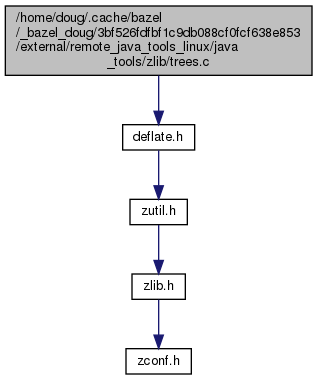 /home/doug/.cache/bazel
/_bazel_doug/3bf526fdfbf1c9db088cf0fcf638e853
/external/remote_java_tools_linux/java
_tools/zlib/trees.c
deflate.h
zutil.h
zlib.h
zconf.h